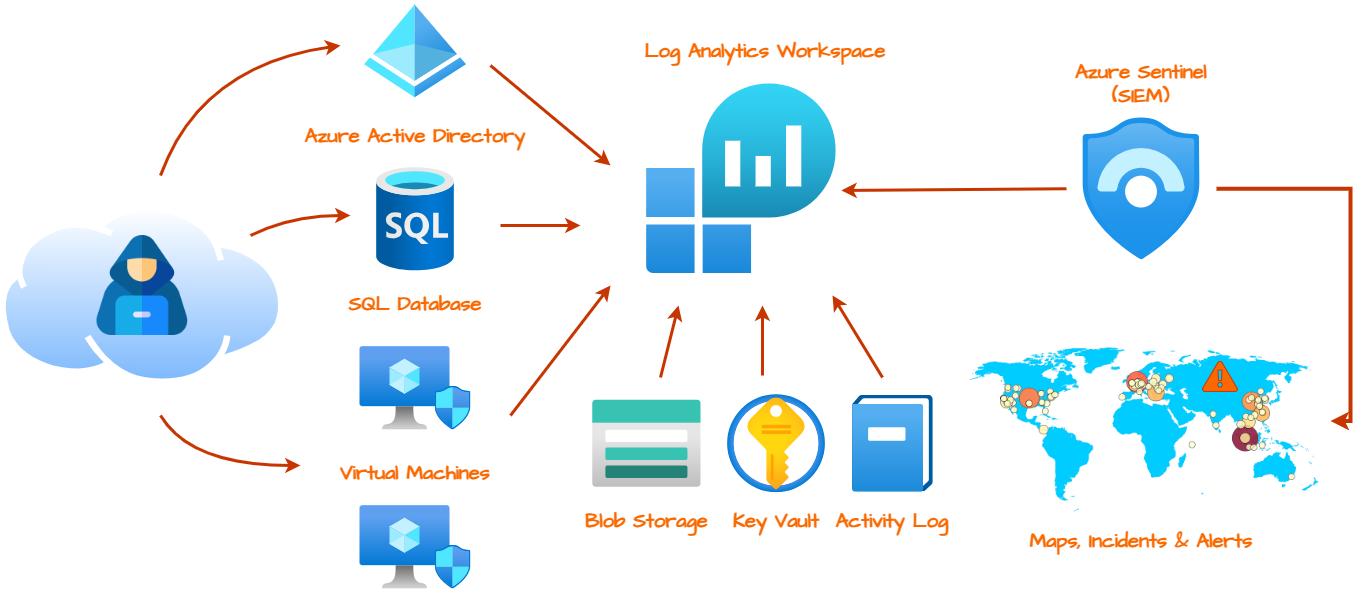 Log Analytics Workspace
Azure Sentinel
(SIEM)
Azure Active Directory
SQL
SQL Database
Virtual Machines
Blob Storage
Key Vault
Activity Log
Maps, Incidents & Alerts